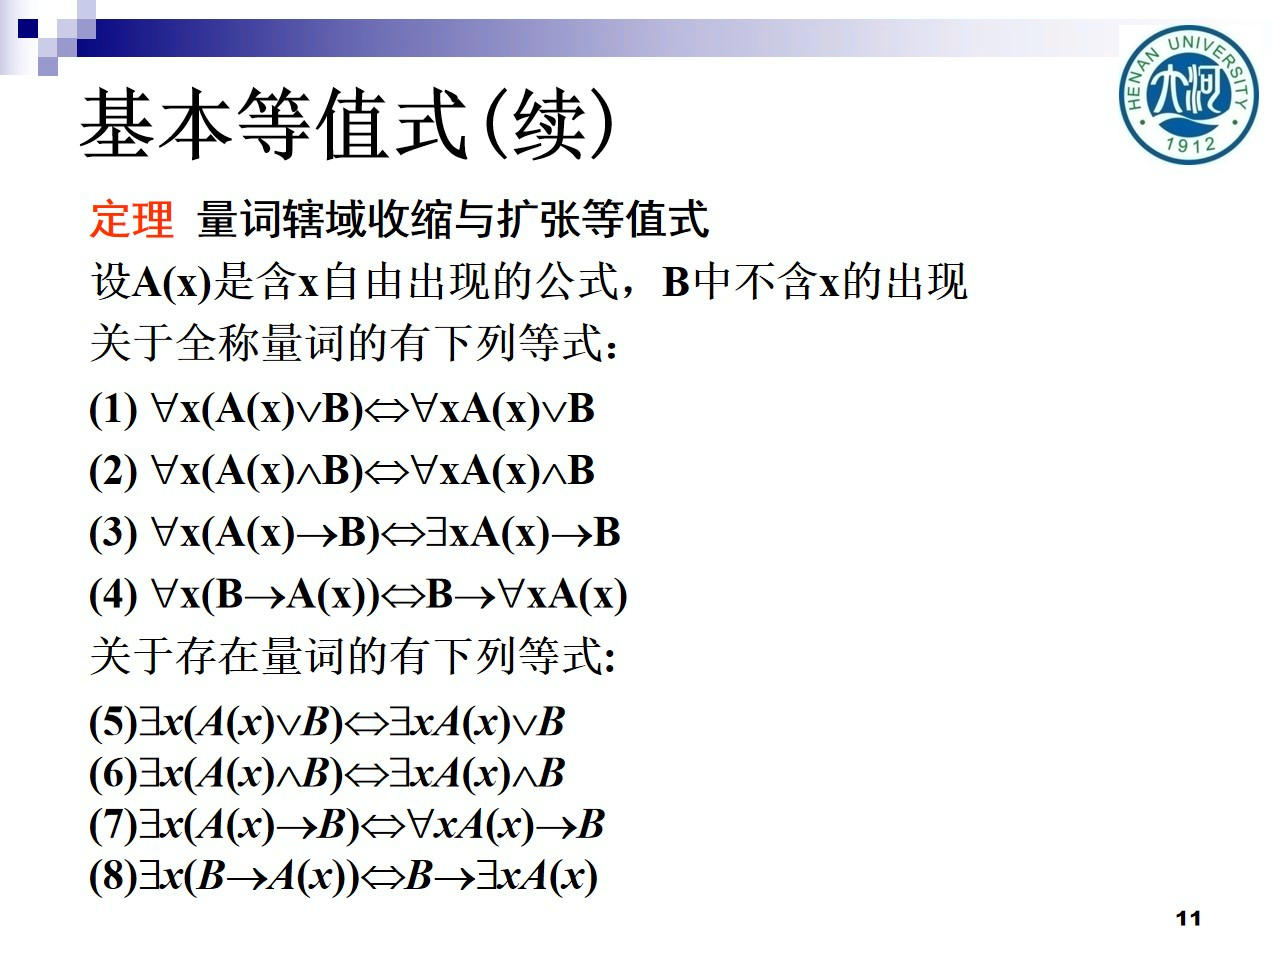 HENAN UNIVERSITY
1912
基本等值式(续)
定理 量词辖域收缩与扩张等值式
设A(x)是含x自由出现的公式，B中不含x的出现
关于全称量词的有下列等式：
(1) ∀x(A(x)∨B)⇔∀xA(x)∨B
(2) ∀x(A(x)∧B)⇔∀xA(x)∧B
(3) ∀x(A(x)→B)⇔∃xA(x)→B
(4) ∀x(B→A(x))⇔B→∀xA(x)
关于存在量词的有下列等式:
(5)∃x(A(x)∨B)⇔∃xA(x)∨B
(6)∃x(A(x)∧B)⇔∃xA(x)∧B
(7)∃x(A(x)→B)⇔∀xA(x)→B
(8)∃x(B→A(x))⇔B→∃xA(x)
11